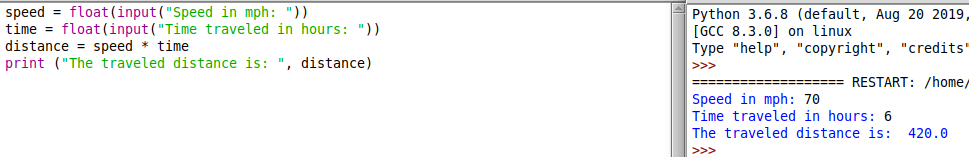 speed = float(input("Speed in mph: "))
time = float(input("Time traveled in hours: "))
distance = speed * time
print ("The traveled distance is: ", distance)
Python 3.6.8 (default, Aug 20 2019,
[GCC 8.3.0] on linux
Type "help", "copyright", "credits"
>>>
=================== RESTART: /home/
Speed in mph: 70
Time traveled in hours: 6
The traveled distance is:  420.0
>>>